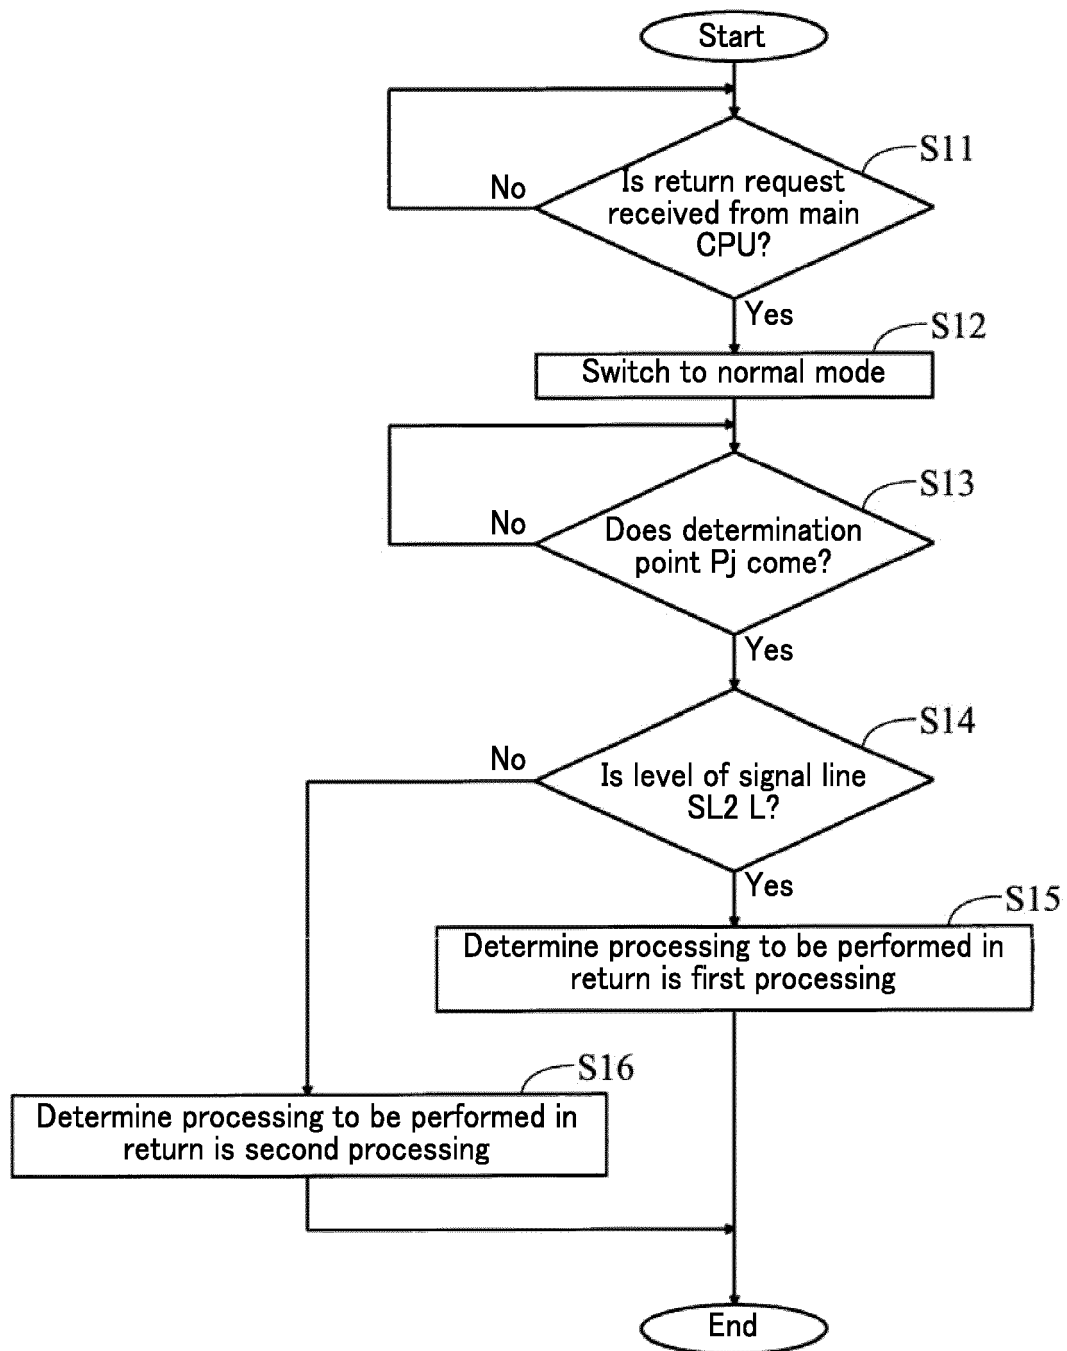 Start
S11
Is return request
received from main
CPU?
No
Yes
S12
Switch to normal mode
S13
No
Does determination
point Pj come?
Yes
S14
No
Is level of signal line
SL2 L?
Yes
S15
Determine processing to be performed in
return is first processing
S16
Determine processing to be performed in
return is second processing
End